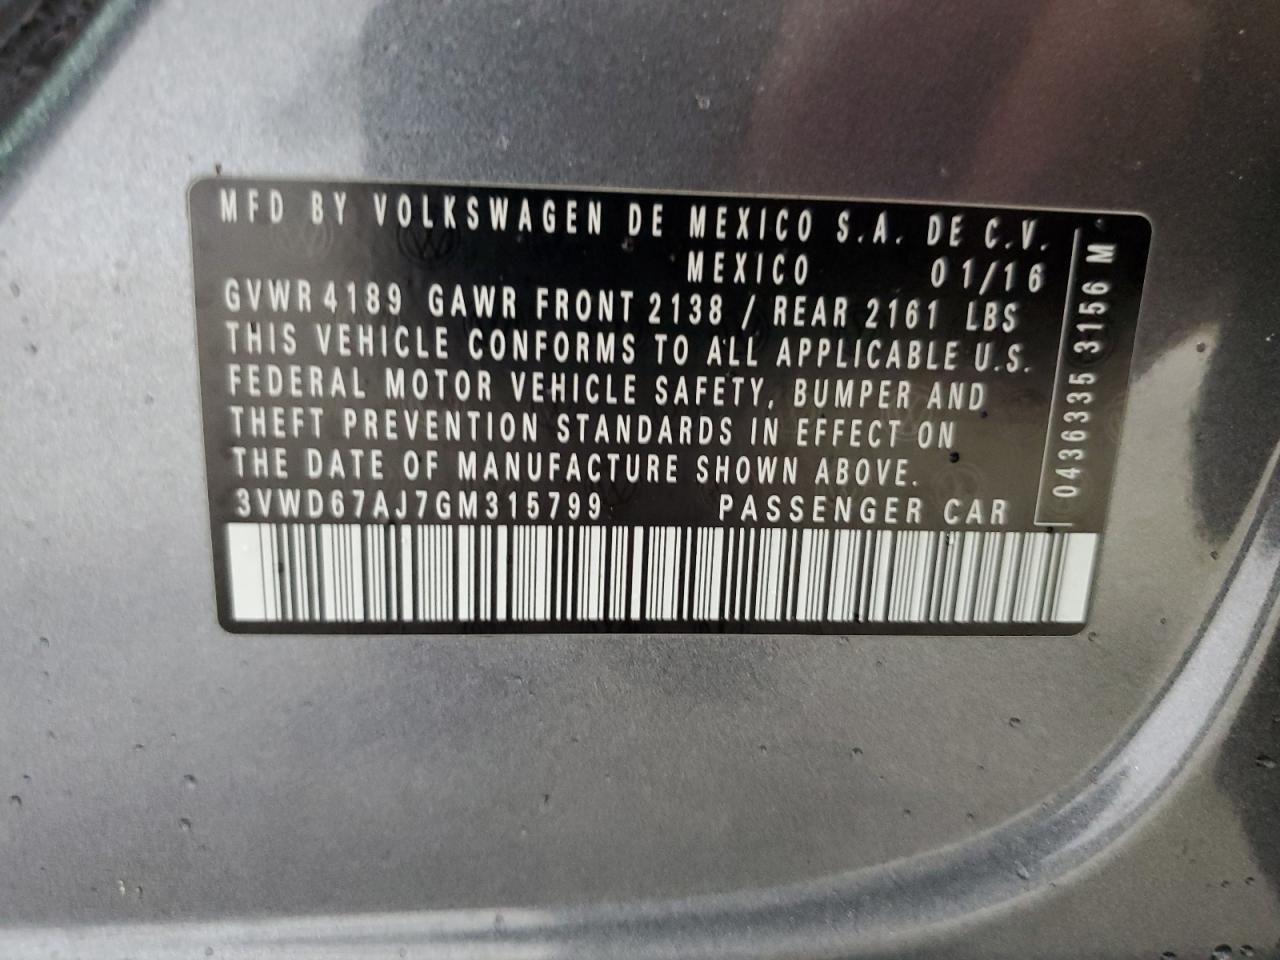 MFD BY VOLKSWAGEN DE MEXICO S.A. DE C.V.
MEXICO 01/16
GVWR 4189 GAWR FRONT 2138 / REAR 2161 LBS
THIS VEHICLE CONFORMS TO ALL APPLICABLE U.S.
FEDERAL MOTOR VEHICLE SAFETY, BUMPER AND
THEFT PREVENTION STANDARDS IN EFFECT ON
THE DATE OF MANUFACTURE SHOWN ABOVE.
3VWD67AJ7GM315799 PASSENGER CAR
0436335 3156 M